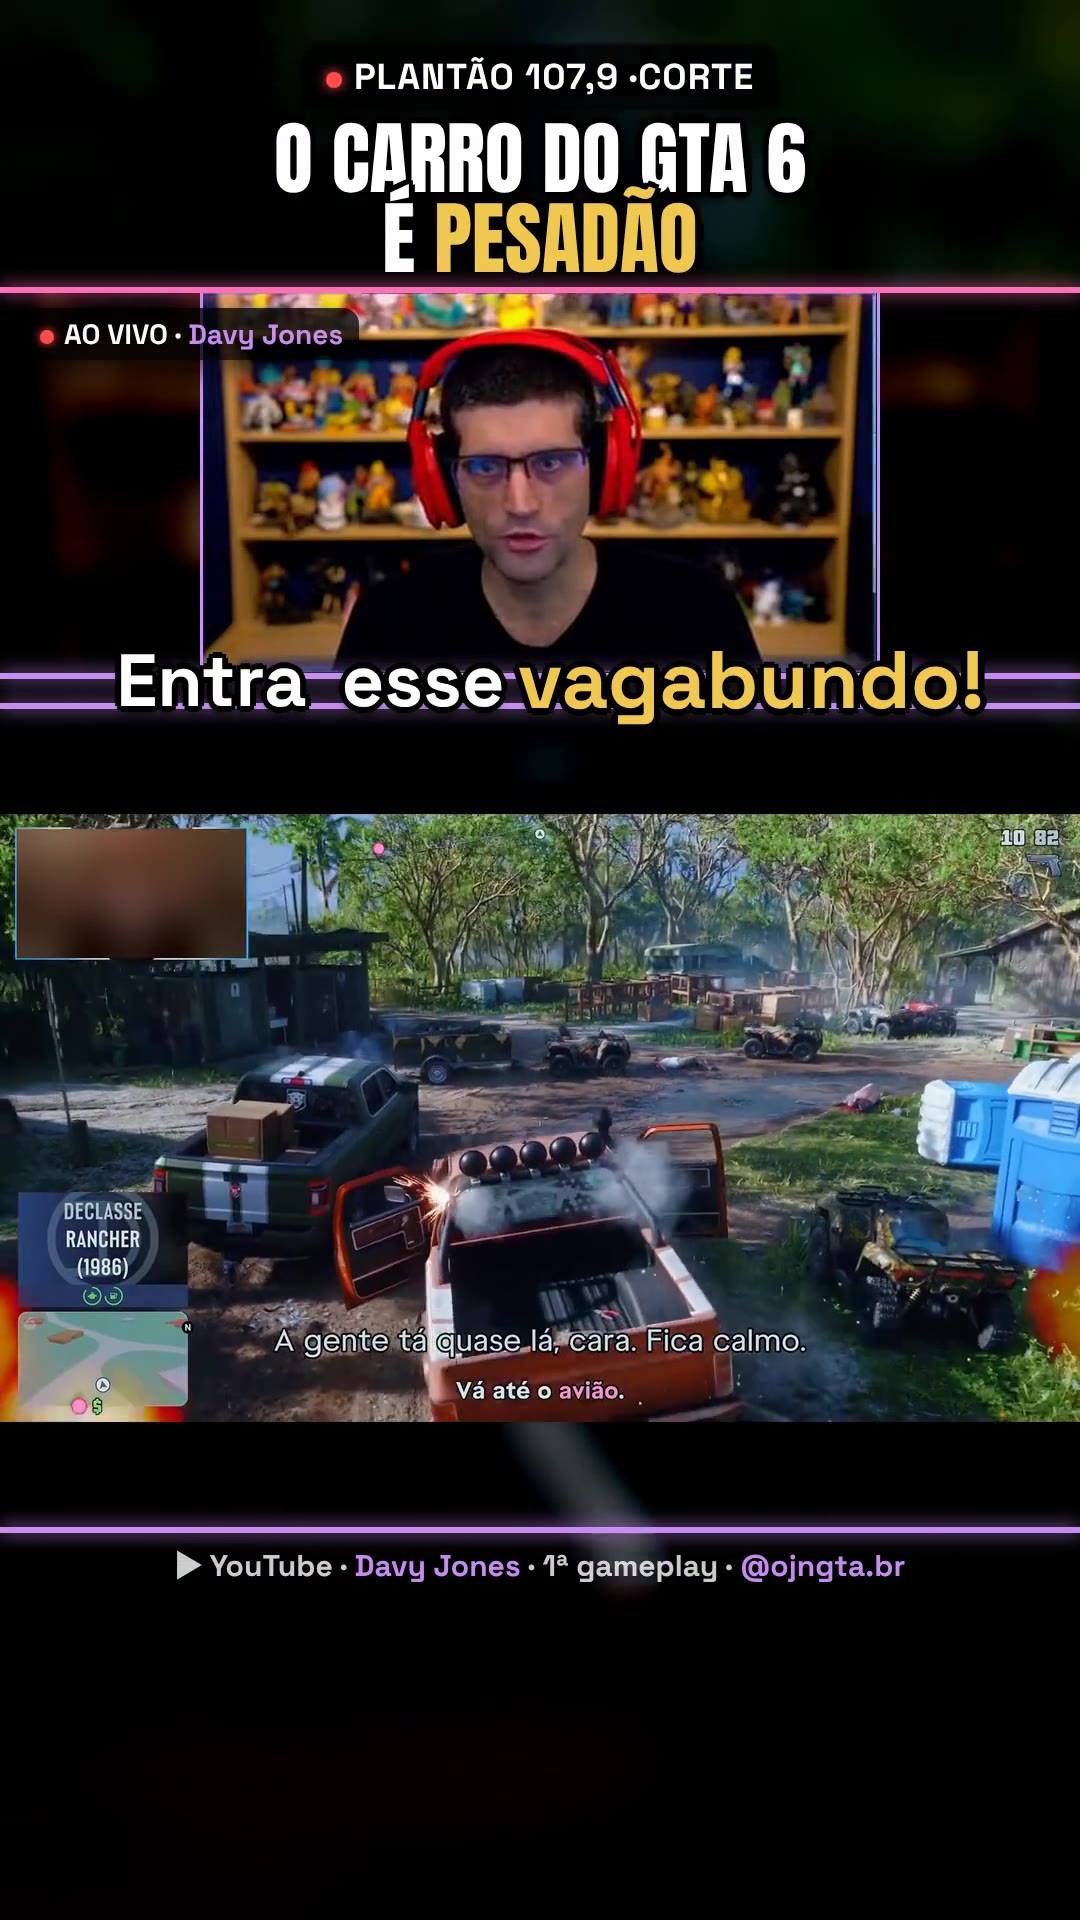 PLANTÃO 107,9 ·CORTE
O CARRO DO GTA 6
É PESADÃO
AO VIVO · Davy Jones
Entra esse vagabundo!
10 82
DECLASSE
RANCHER
(1986)
N
$
A gente tá quase lá, cara. Fica calmo.
Vá até o avião.
▶ YouTube · Davy Jones · 1ª gameplay · @ojngta.br